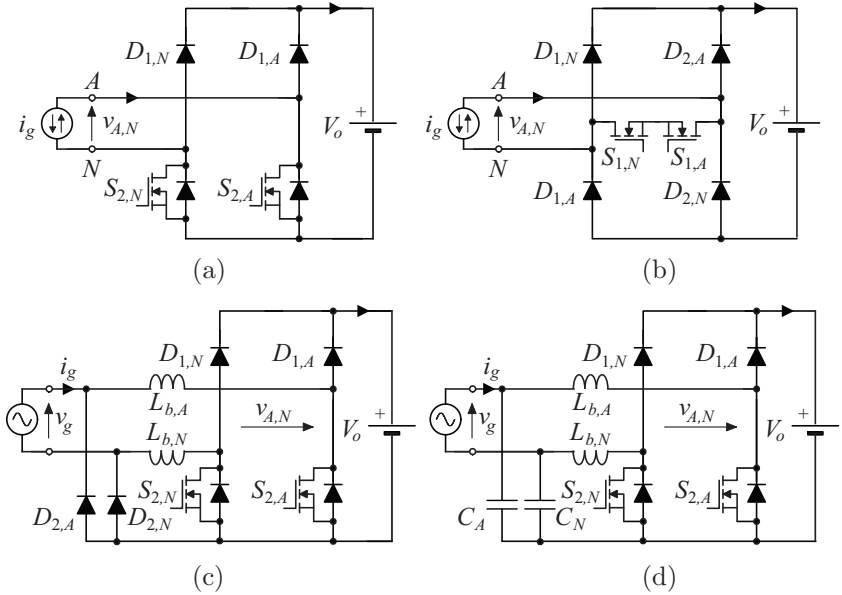 D1,N D1,A
A
ig vA,N Vo +
N
S2,N S2,A
(a)
D1,N D2,A
A
ig vA,N Vo +
N S1,N S1,A
D1,A D2,N
(b)
D1,N D1,A
ig
Lb,A
vg vA,N Vo +
Lb,N
S2,N S2,A
D2,A D2,N
(c)
D1,N D1,A
ig
Lb,A
vg vA,N Vo +
Lb,N
S2,N S2,A
CA CN
(d)